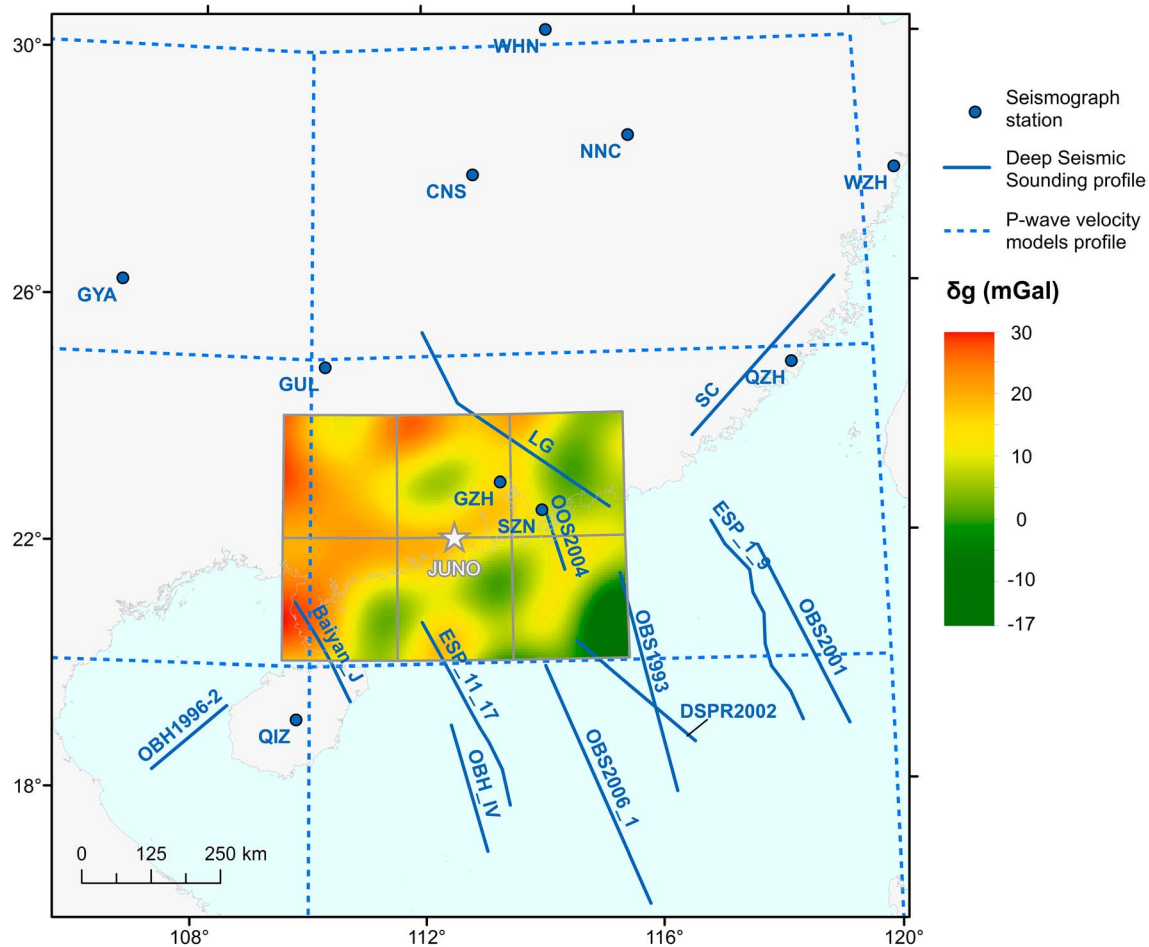 30°
26°
22°
18°
108°
112°
116°
120°
WHN
NNC
CNS
WZH
GYA
GUL
QZH
SC
LG
GZH
SZN
OOS2004
JUNO
ESP_1_9
OBS2001
Baiyan_J
ESP_11_17
OBS1993
DSPR2002
OBH1996-2
QIZ
OBH_IV
OBS2006_1
0 125 250 km
Seismograph
station
Deep Seismic
Sounding profile
P-wave velocity
models profile
δg (mGal)
30
20
10
0
-10
-17